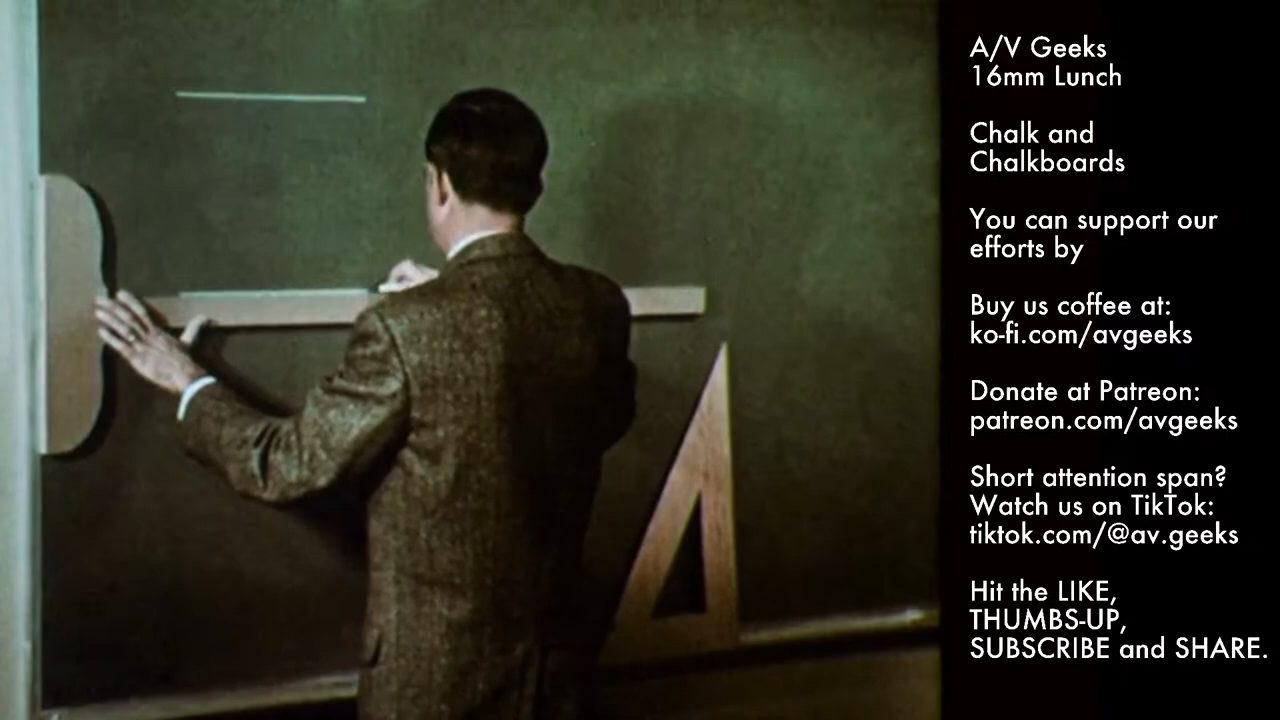 A/V Geeks
16mm Lunch
Chalk and
Chalkboards
You can support our
efforts by
Buy us coffee at:
ko-fi.com/avgeeks
Donate at Patreon:
patreon.com/avgeeks
Short attention span?
Watch us on TikTok:
tiktok.com/@av.geeks
Hit the LIKE,
THUMBS-UP,
SUBSCRIBE and SHARE.